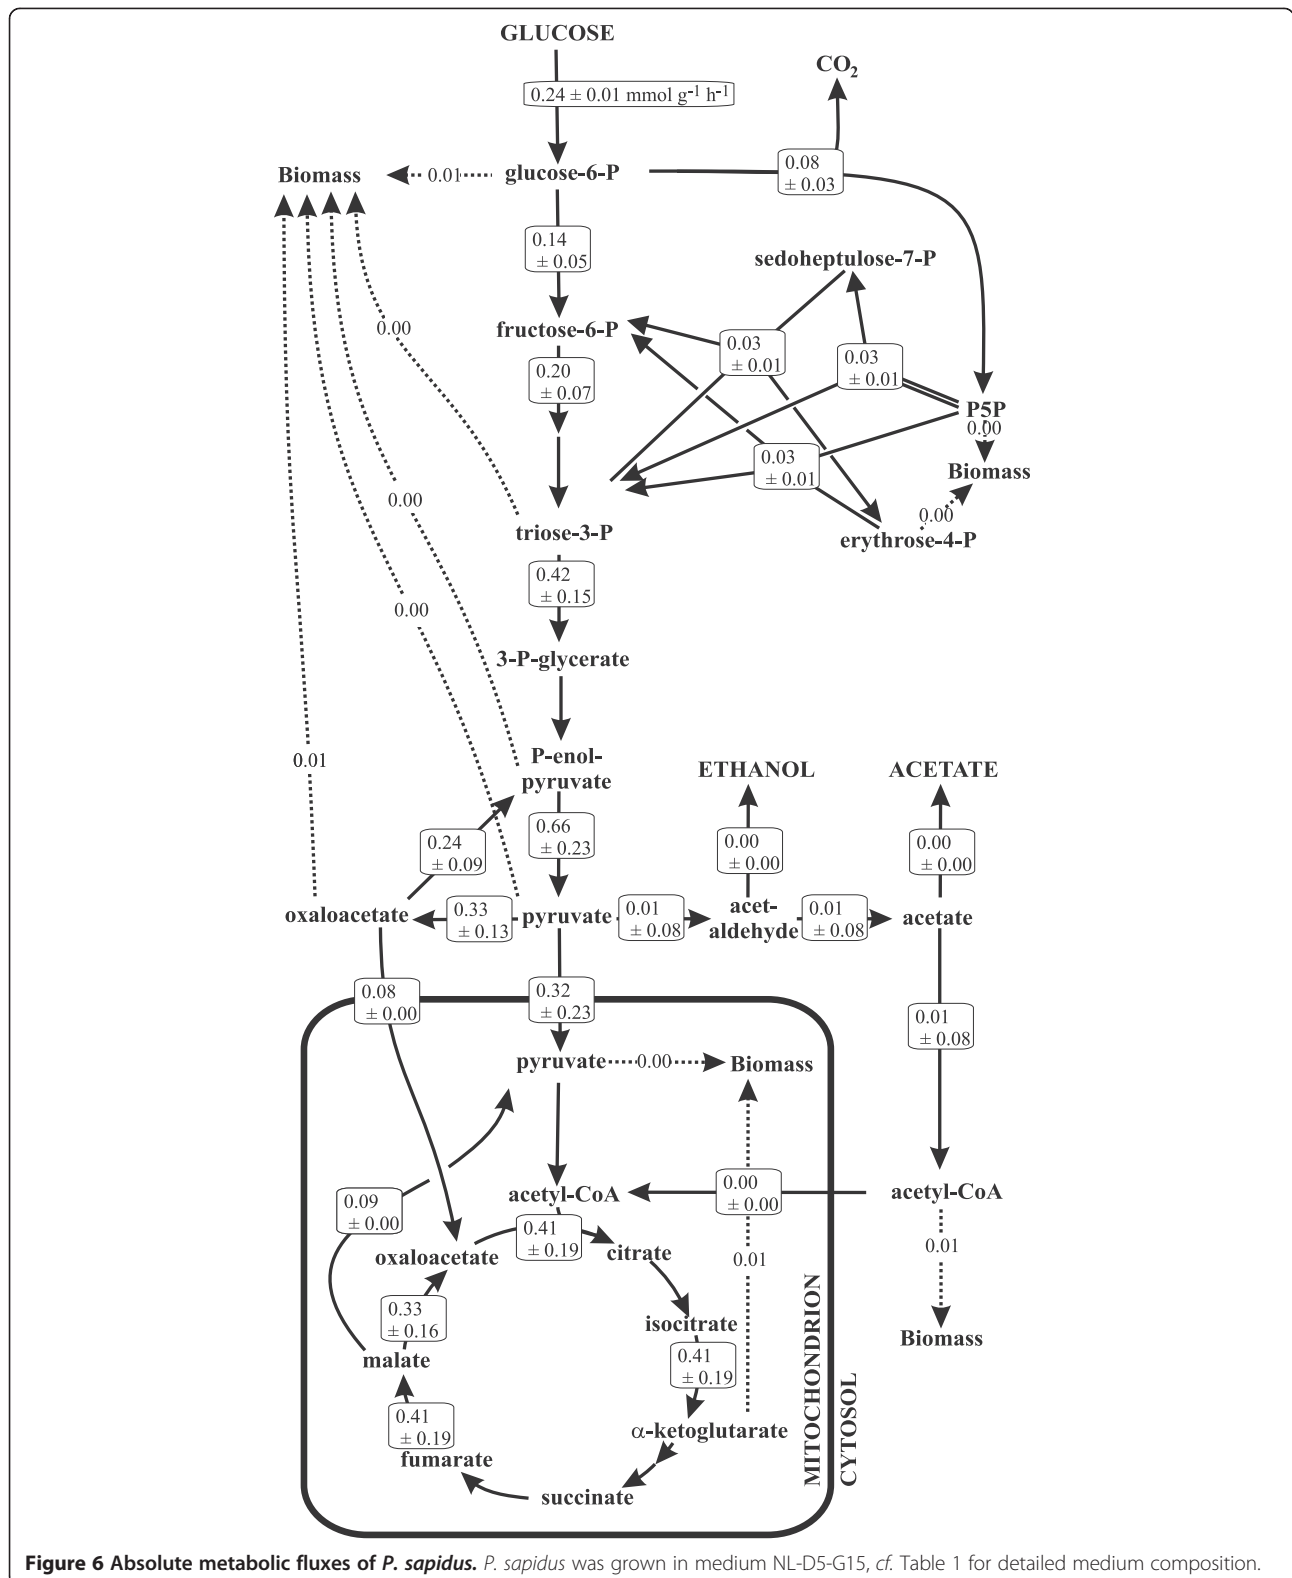 GLUCOSE
CO2
0.24 ± 0.01 mmol g-1 h-1
Biomass
0.01
glucose-6-P
0.08
± 0.03
0.14
± 0.05
sedoheptulose-7-P
0.00
fructose-6-P
0.03
± 0.01
0.03
± 0.01
0.20
± 0.07
P5P
0.00
Biomass
0.03
± 0.01
0.00
0.00
triose-3-P
erythrose-4-P
0.42
± 0.15
0.00
3-P-glycerate
0.01
P-enol-
pyruvate
ETHANOL
ACETATE
0.24
± 0.09
0.66
± 0.23
0.00
± 0.00
0.00
± 0.00
oxaloacetate
0.33
± 0.13
pyruvate
0.01
± 0.08
acet-
aldehyde
0.01
± 0.08
acetate
0.08
± 0.00
0.32
± 0.23
0.01
± 0.08
pyruvate
0.00
Biomass
0.09
± 0.00
acetyl-CoA
0.00
± 0.00
acetyl-CoA
oxaloacetate
0.41
± 0.19
citrate
0.01
0.01
0.33
± 0.16
isocitrate
Biomass
malate
0.41
± 0.19
0.41
± 0.19
α-ketoglutarate
fumarate
succinate
MITOCHONDRION
CYTOSOL
Figure 6 Absolute metabolic fluxes of P. sapidus. P. sapidus was grown in medium NL-D5-G15, cf. Table 1 for detailed medium composition.